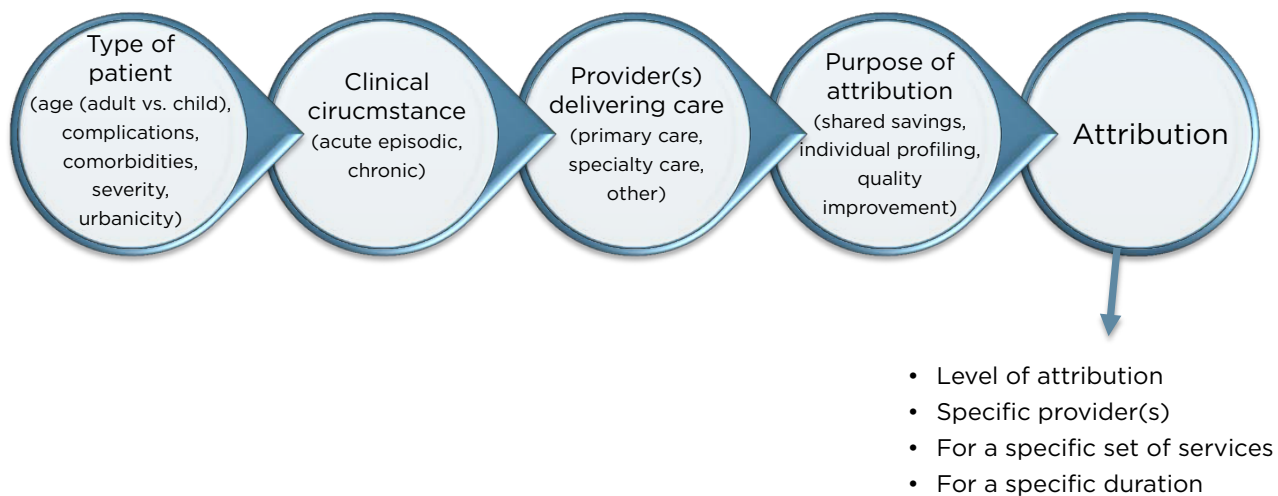 Type of
patient
(age (adult vs. child),
complications,
comorbidities,
severity,
urbanicity)
Clinical
cirucmstance
(acute episodic,
chronic)
Provider(s)
delivering care
(primary care,
specialty care,
other)
Purpose of
attribution
(shared savings,
individual profiling,
quality
improvement)
Attribution
• Level of attribution
• Specific provider(s)
• For a specific set of services
• For a specific duration